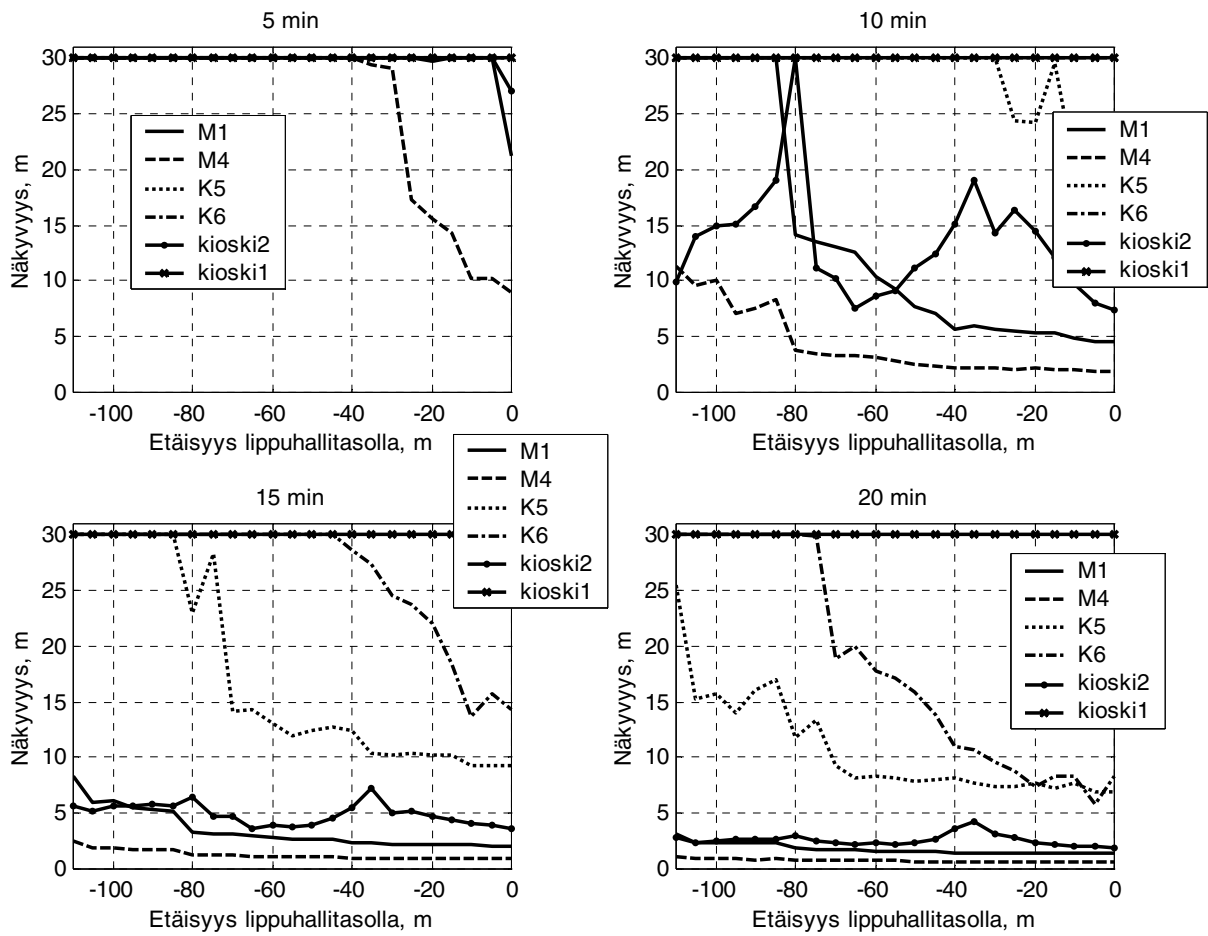 5 min
30
25
20
15
10
5
0
Näkyvyys, m
M1
M4
K5
K6
kioski2
kioski1
-100
-80
-60
-40
-20
0
Etäisyys lippuhallitasolla, m
10 min
30
25
20
15
10
5
0
Näkyvyys, m
M1
M4
K5
K6
kioski2
kioski1
-100
-80
-60
-40
-20
0
Etäisyys lippuhallitasolla, m
15 min
30
25
20
15
10
5
0
Näkyvyys, m
M1
M4
K5
K6
kioski2
kioski1
-100
-80
-60
-40
-20
0
Etäisyys lippuhallitasolla, m
20 min
30
25
20
15
10
5
0
Näkyvyys, m
M1
M4
K5
K6
kioski2
kioski1
-100
-80
-60
-40
-20
0
Etäisyys lippuhallitasolla, m